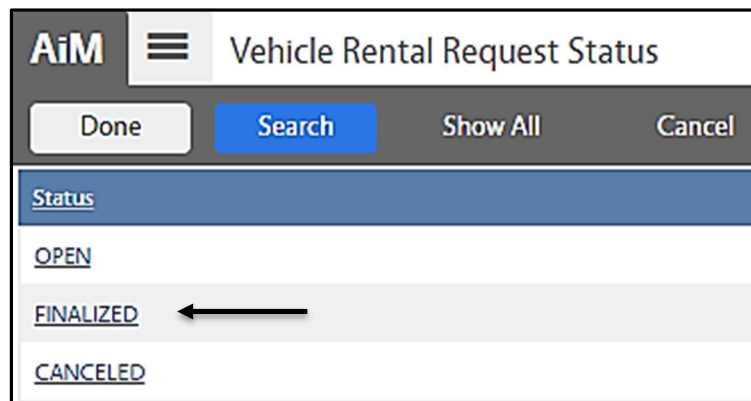 AiM Vehicle Rental Request Status
Done Search Show All Cancel
Status
OPEN
FINALIZED
CANCELED